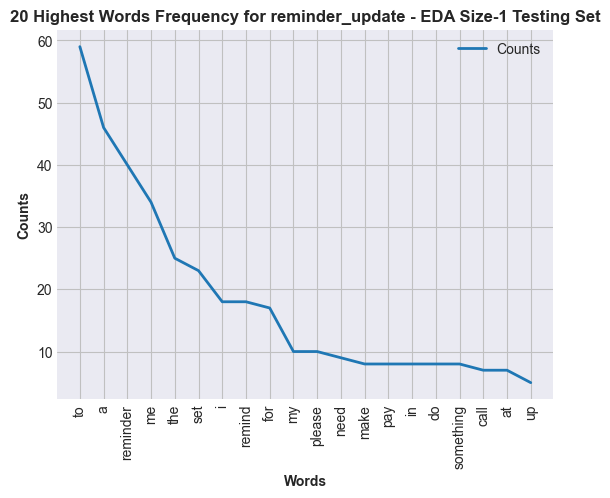 20 Highest Words Frequency for reminder_update - EDA Size-1 Testing Set
Counts
60
50
40
30
20
10
Counts
to
a
reminder
me
the
set
i
remind
for
my
please
need
make
pay
in
do
something
call
at
up
Words